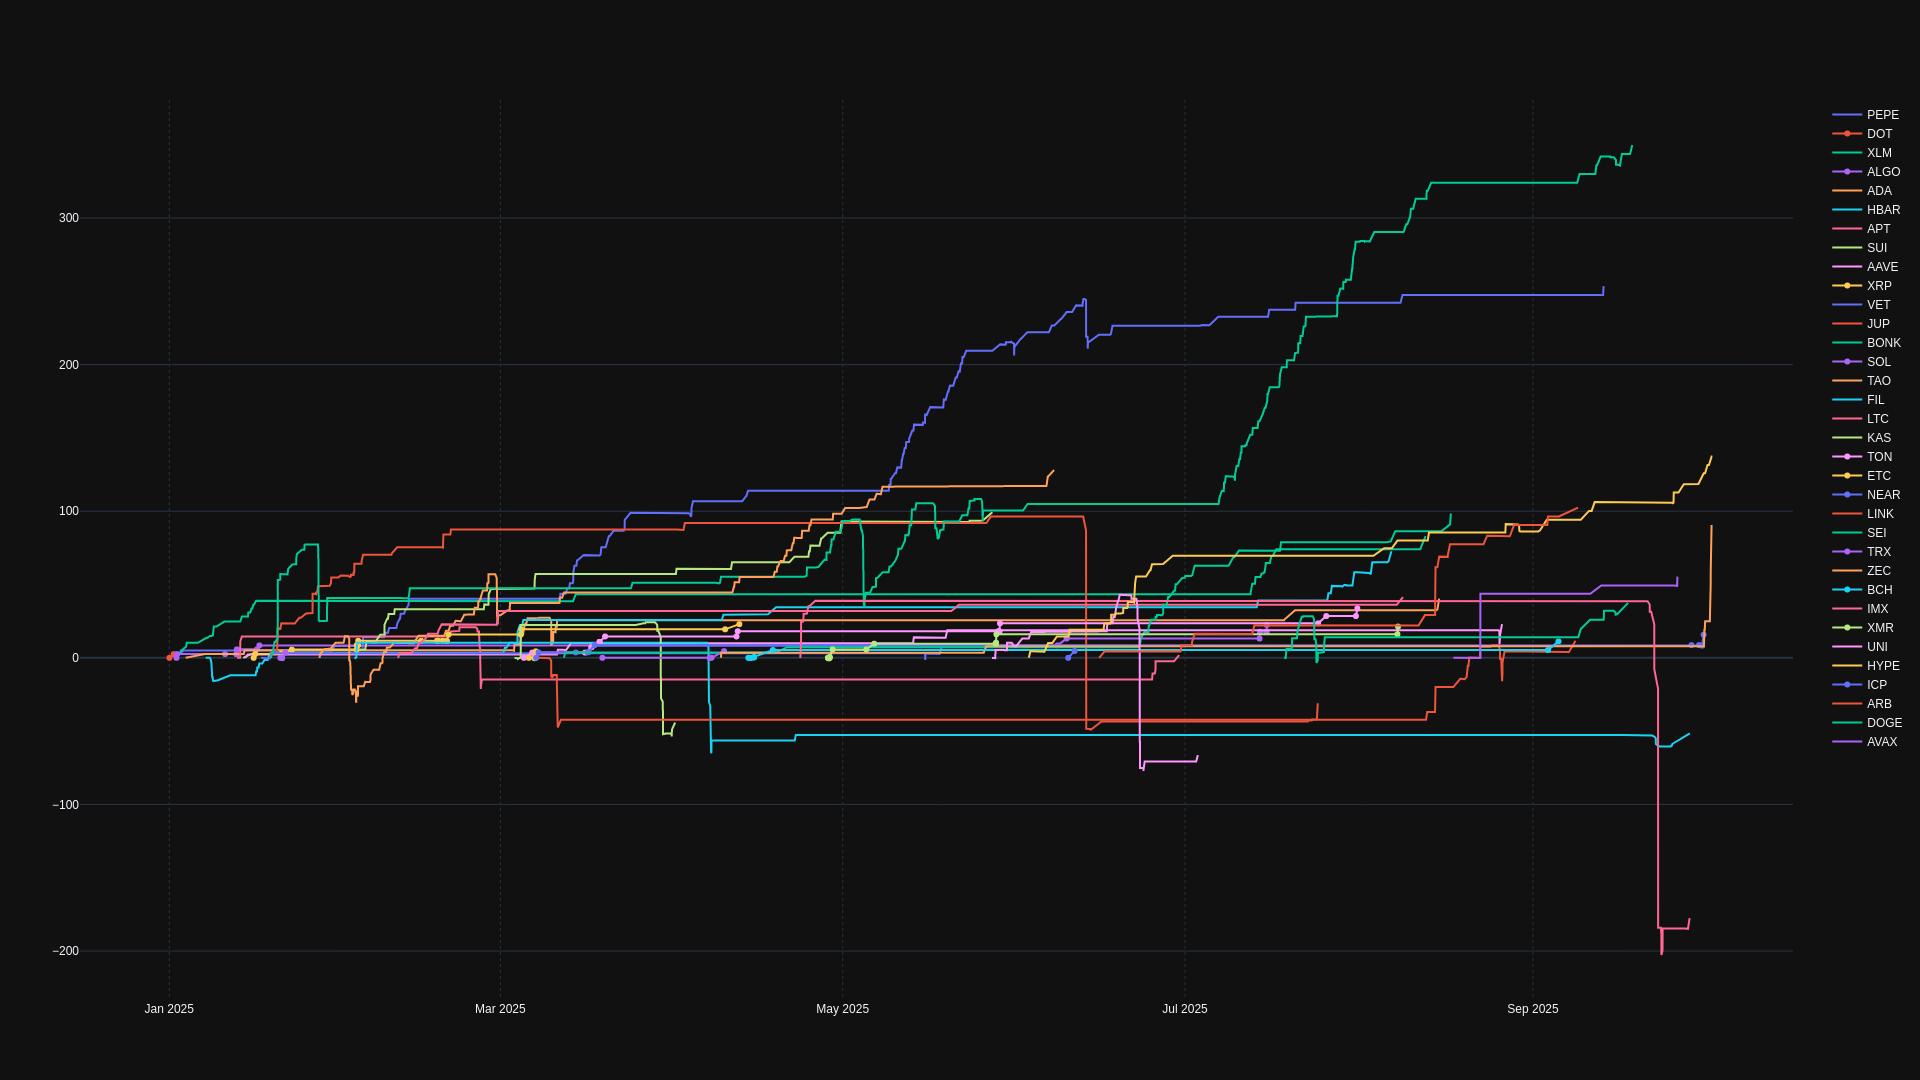 300
200
100
0
−100
−200
Jan 2025
Mar 2025
May 2025
Jul 2025
Sep 2025
PEPE
DOT
XLM
ALGO
ADA
HBAR
APT
SUI
AAVE
XRP
VET
JUP
BONK
SOL
TAO
FIL
LTC
KAS
TON
ETC
NEAR
LINK
SEI
TRX
ZEC
BCH
IMX
XMR
UNI
HYPE
ICP
ARB
DOGE
AVAX